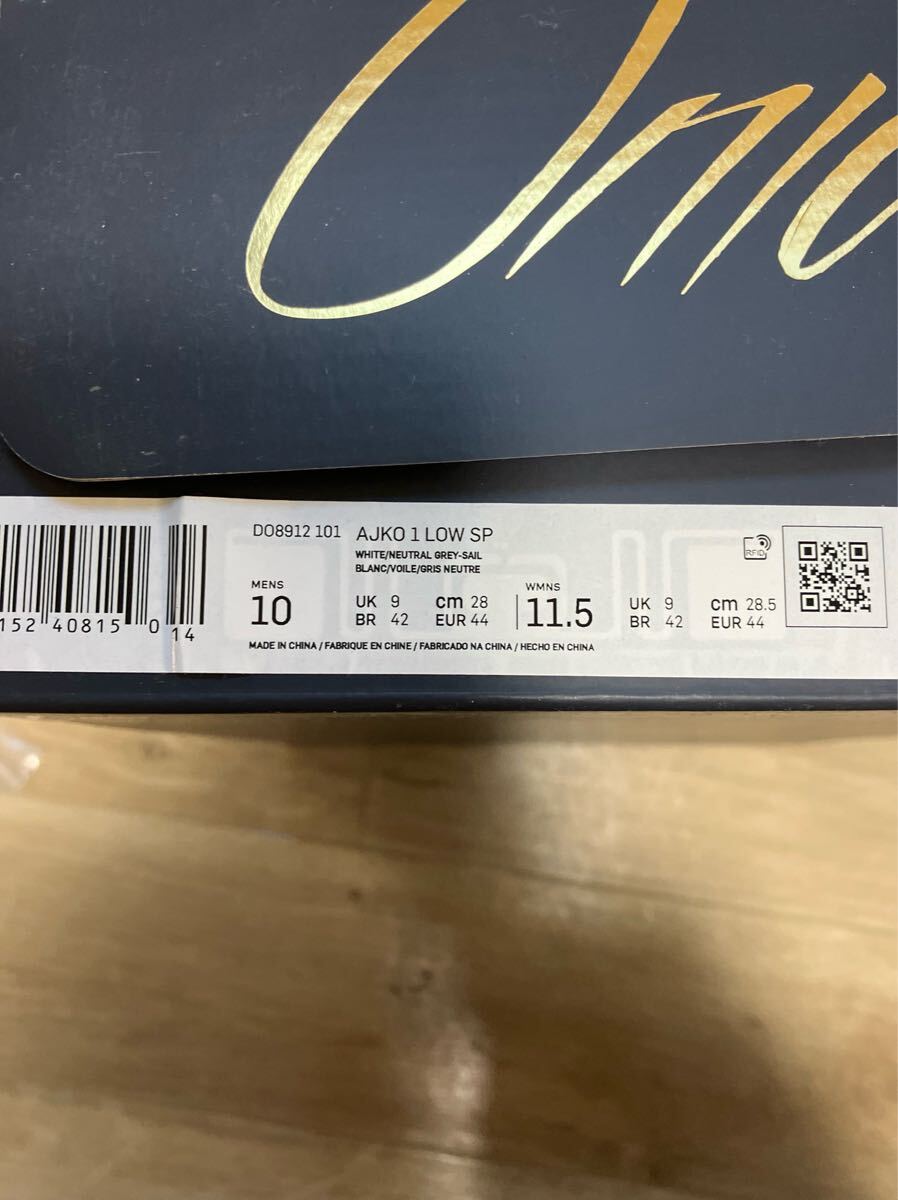 DO8912 101 AJKO 1 LOW SP
WHITE/NEUTRAL GREY-SAIL
BLANC/VOILE/GRIS NEUTRE
MENS
10
UK 9 cm 28
BR 42 EUR 44
WMNS
11.5
UK 9 cm 28.5
BR 42 EUR 44
RFID
152 40815 0 14
MADE IN CHINA / FABRIQUE EN CHINE / FABRICADO NA CHINA / HECHO EN CHINA